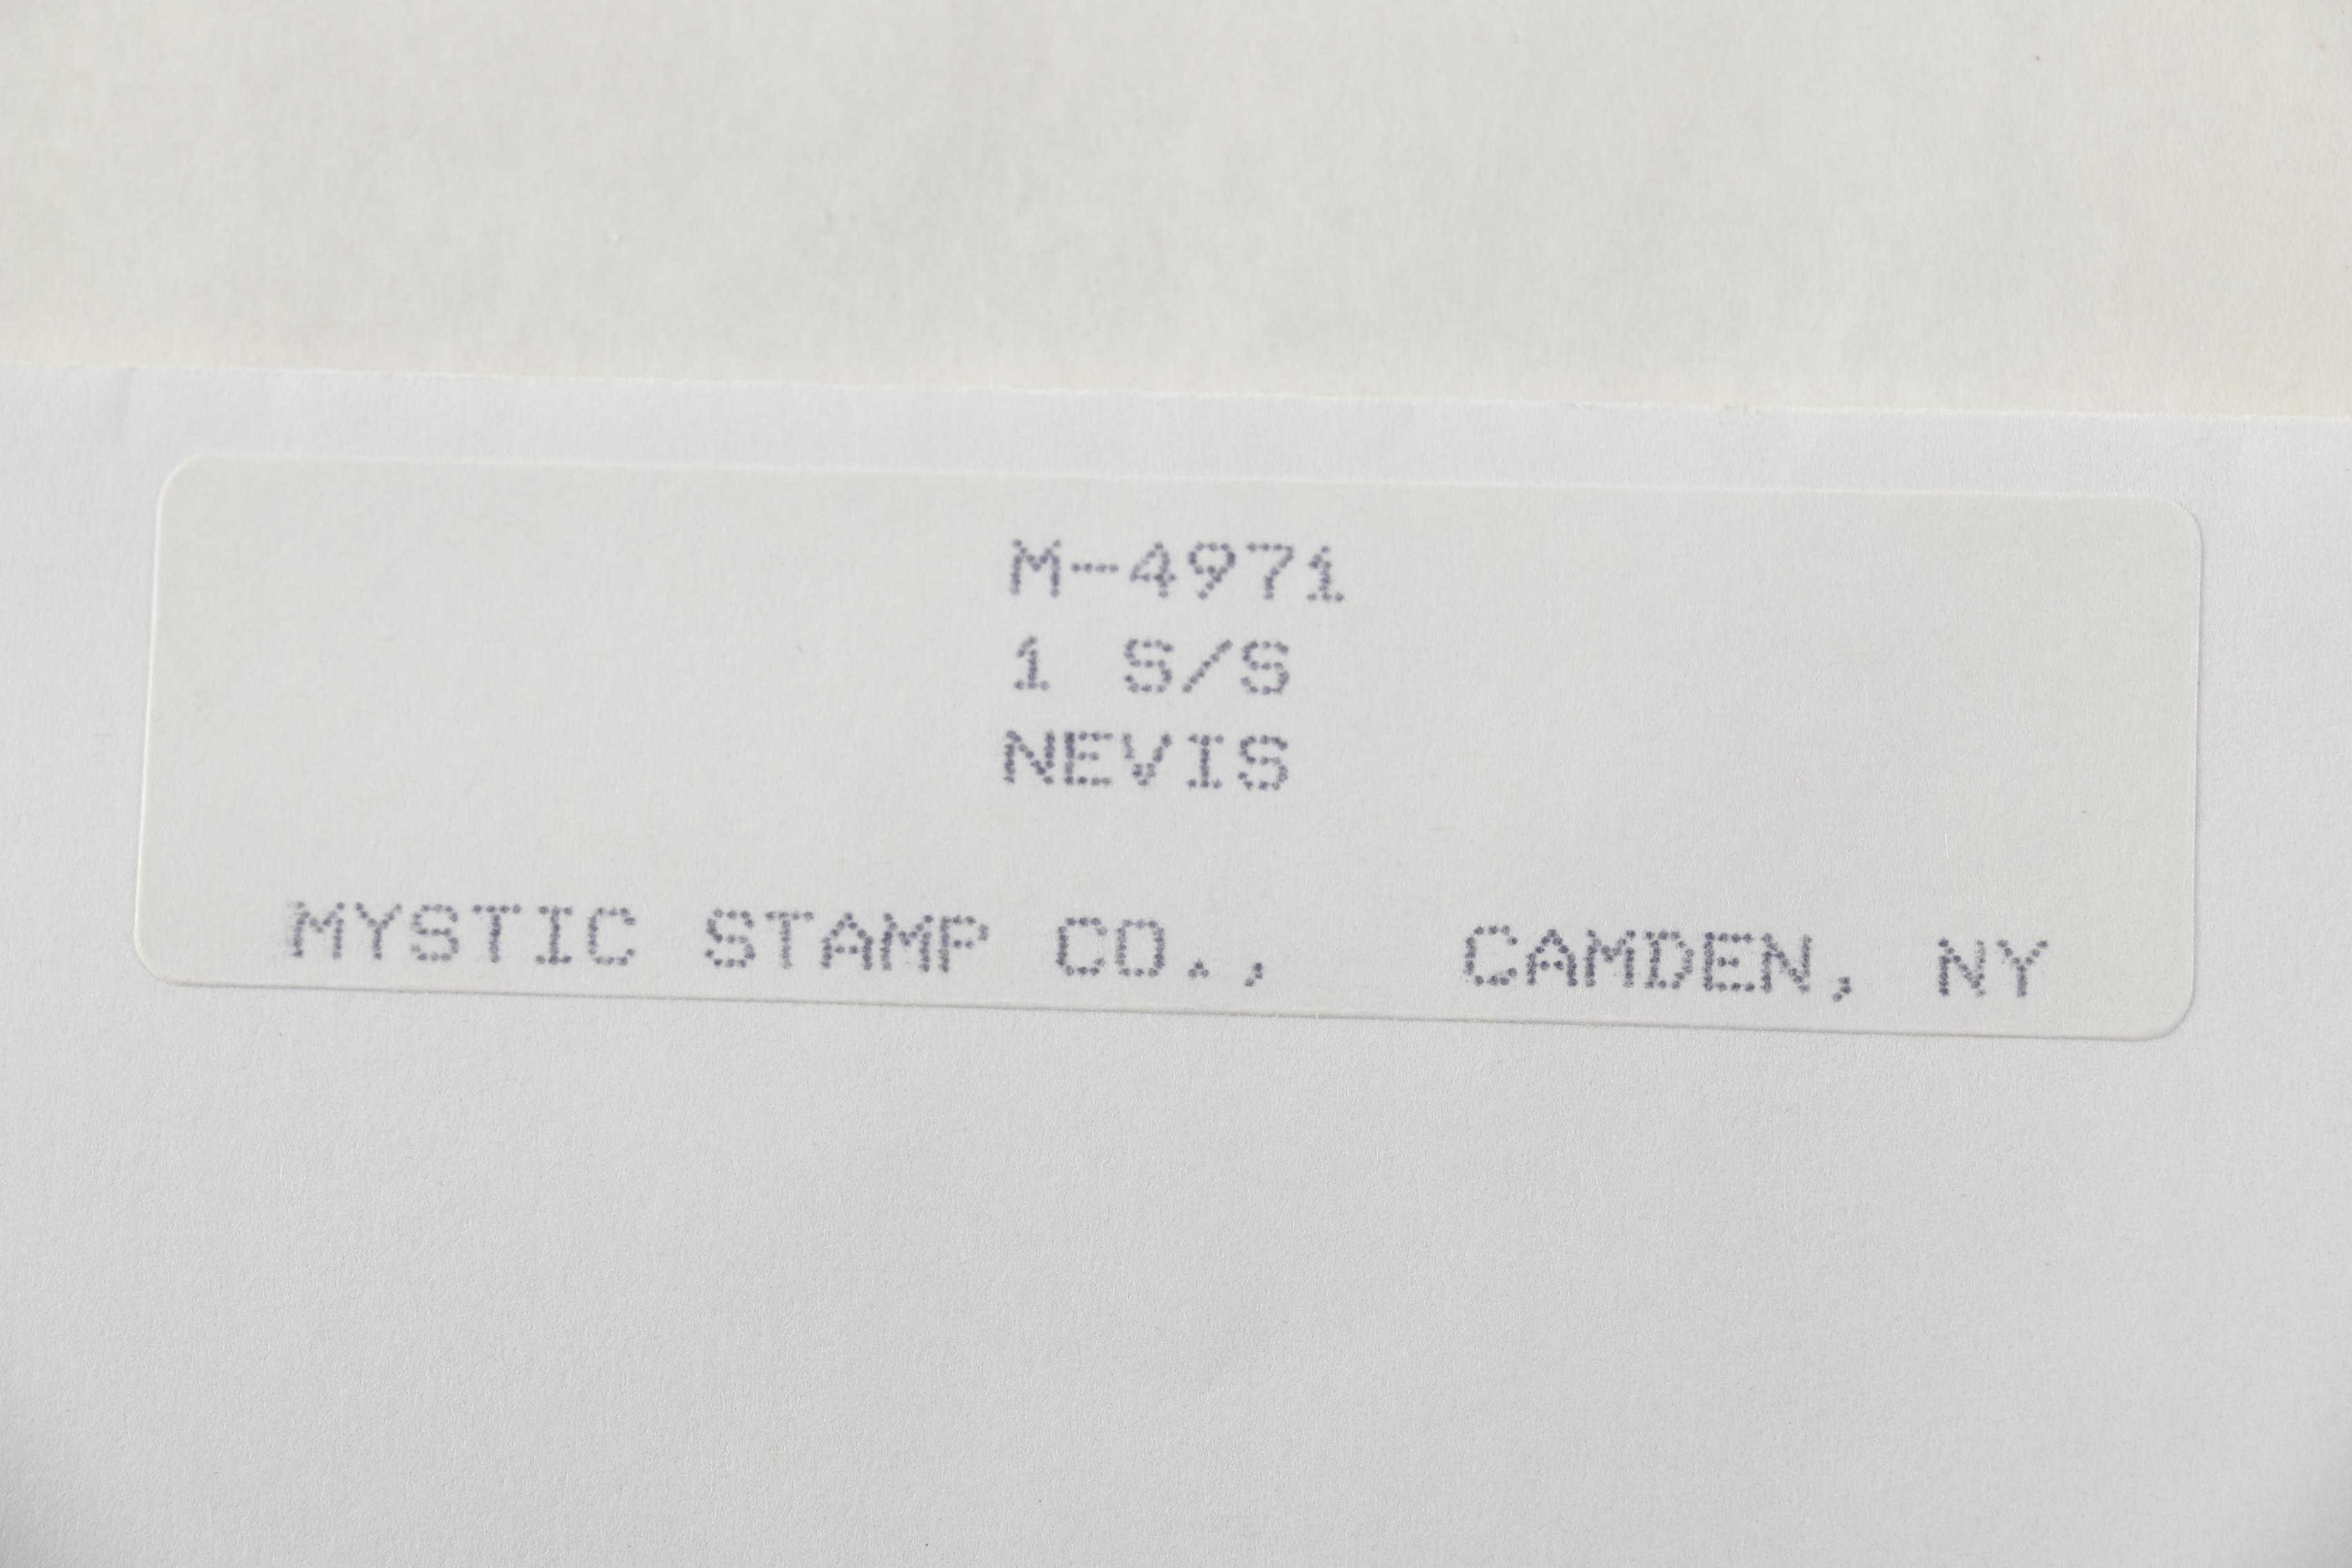 M-4971
1 S/S
NEVIS
MYSTIC STAMP CO., CAMDEN, NY